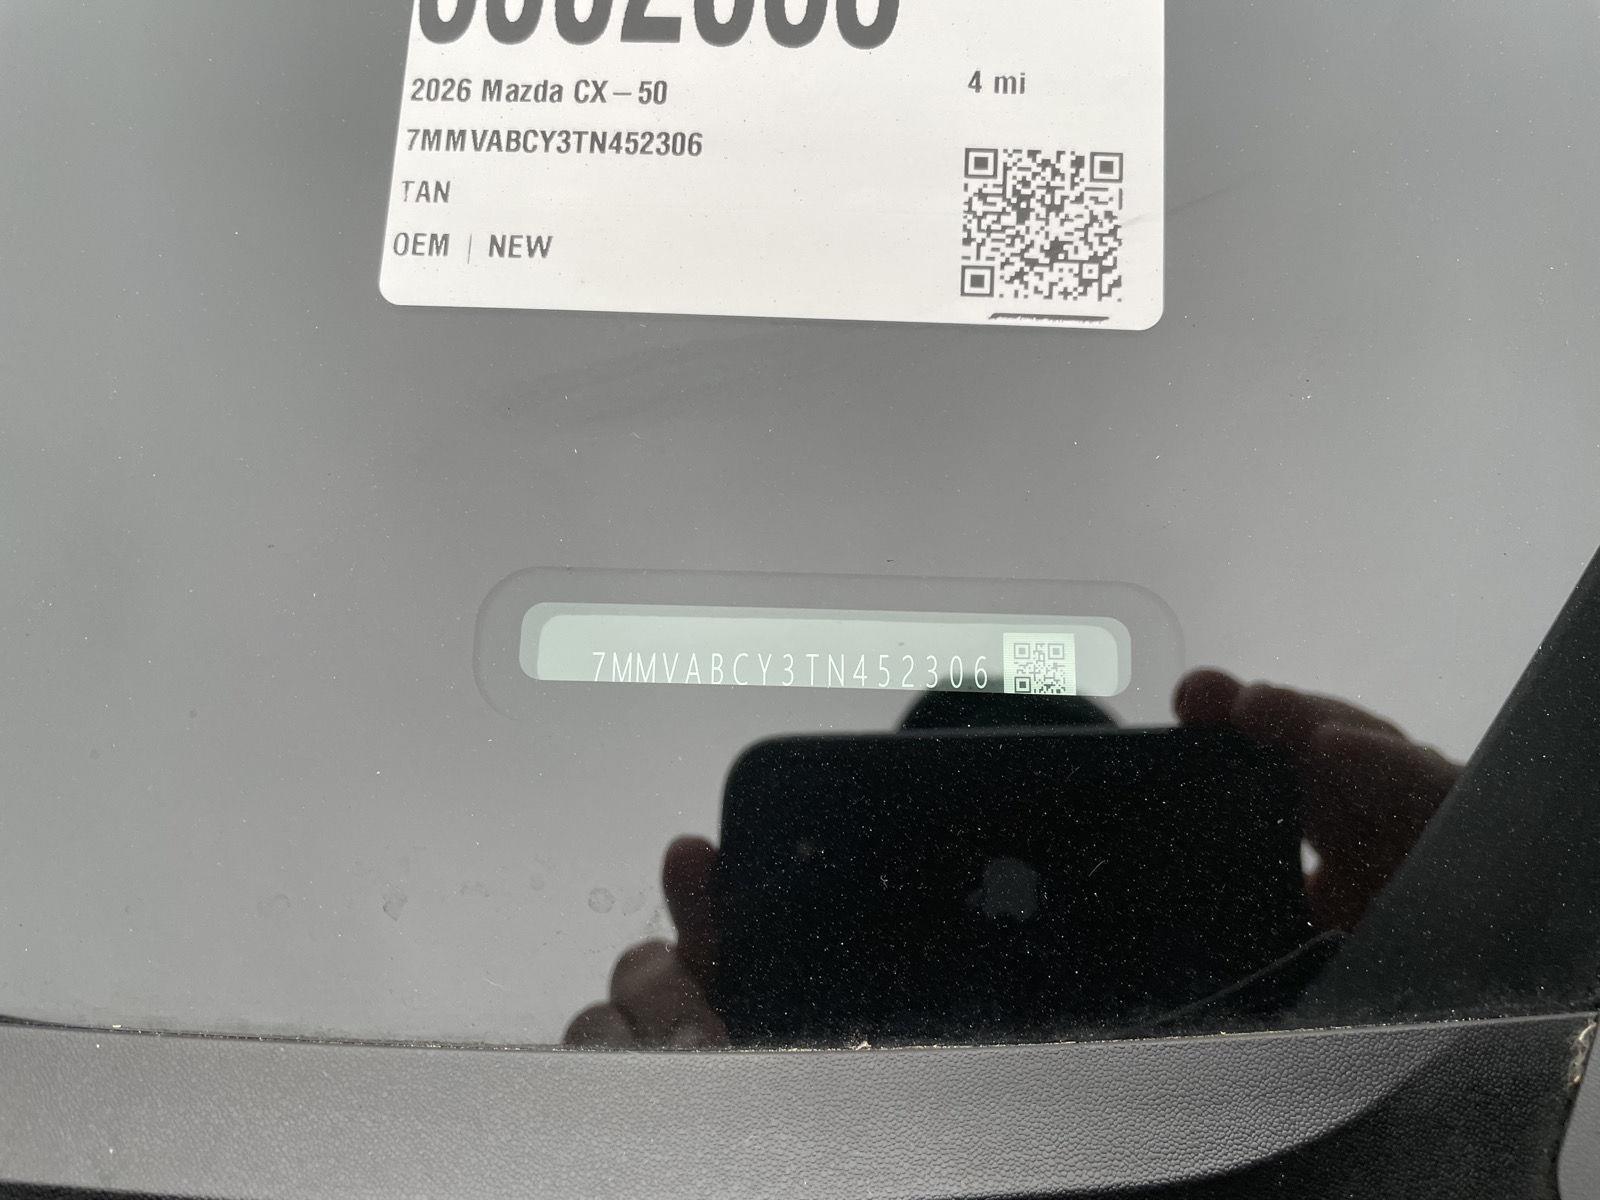 2026 Mazda CX-50
4 mi
7MMVABCY3TN452306
TAN
OEM | NEW
7MMVABCY3TN452306